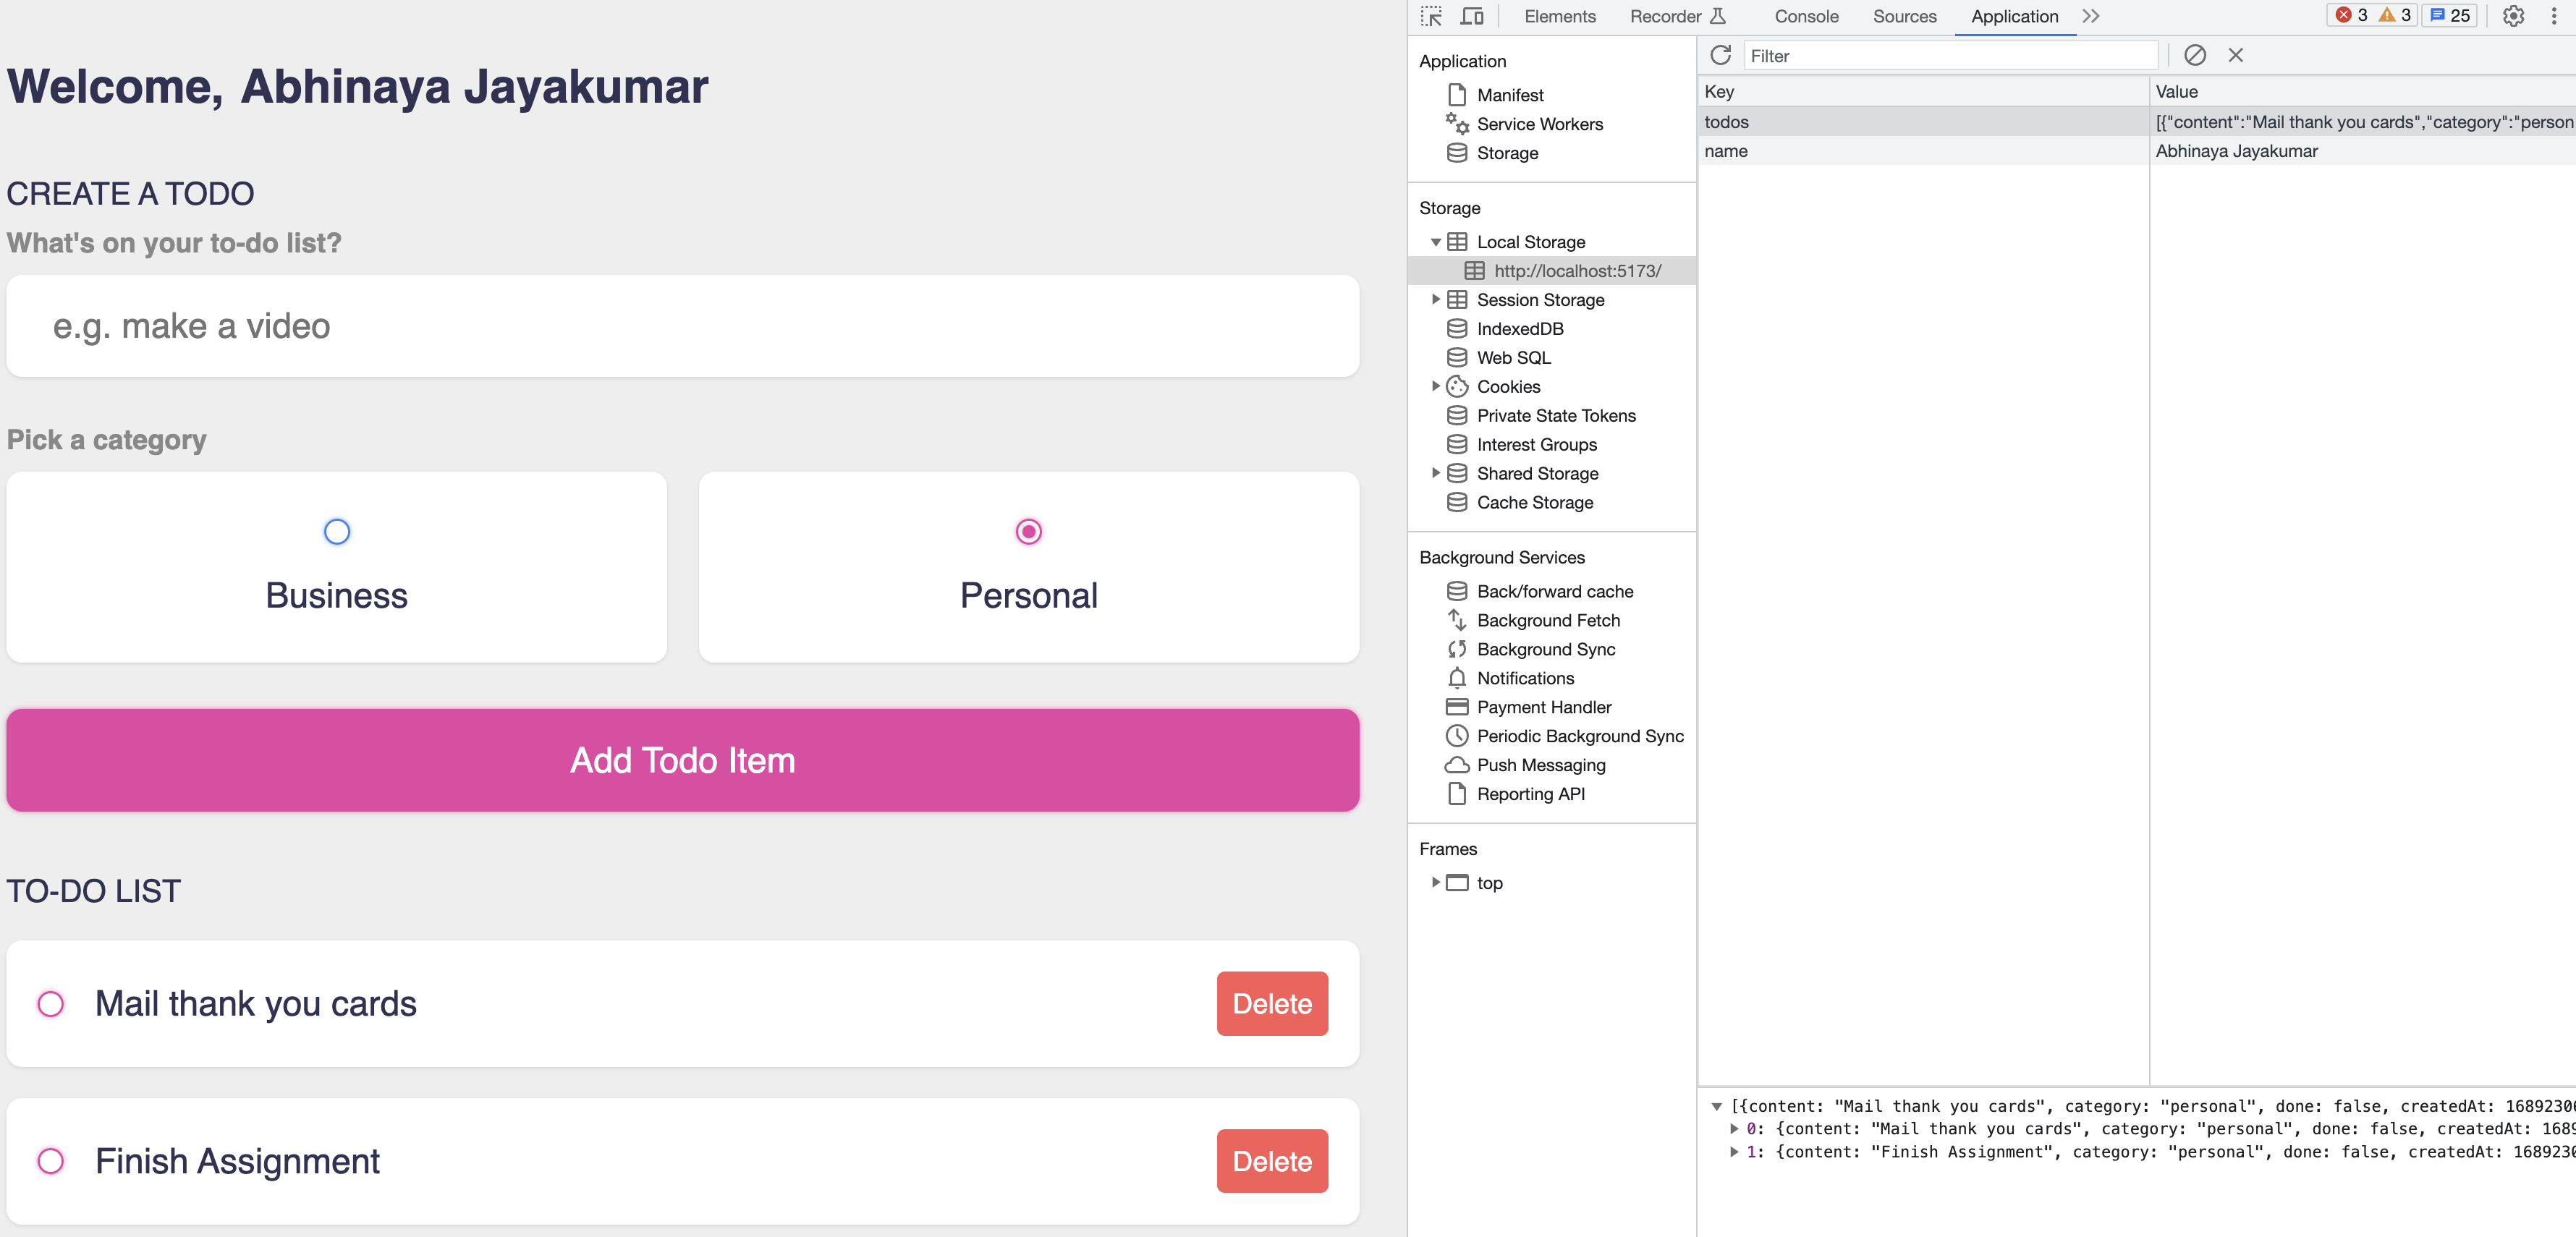 Welcome, Abhinaya Jayakumar
CREATE A TODO
What's on your to-do list?
e.g. make a video
Pick a category
Business
Personal
Add Todo Item
TO-DO LIST
Mail thank you cards
Delete
Finish Assignment
Delete
Elements
Recorder
Console
Sources
Application
3
3
25
Application
Manifest
Service Workers
Storage
Storage
Local Storage
http://localhost:5173/
Session Storage
IndexedDB
Web SQL
Cookies
Private State Tokens
Interest Groups
Shared Storage
Cache Storage
Background Services
Back/forward cache
Background Fetch
Background Sync
Notifications
Payment Handler
Periodic Background Sync
Push Messaging
Reporting API
Frames
top
Filter
Key Value
todos [{"content":"Mail thank you cards","category":"person
name Abhinaya Jayakumar
[{content: "Mail thank you cards", category: "personal", done: false, createdAt: 1689230
0: {content: "Mail thank you cards", category: "personal", done: false, createdAt: 1689
1: {content: "Finish Assignment", category: "personal", done: false, createdAt: 168923